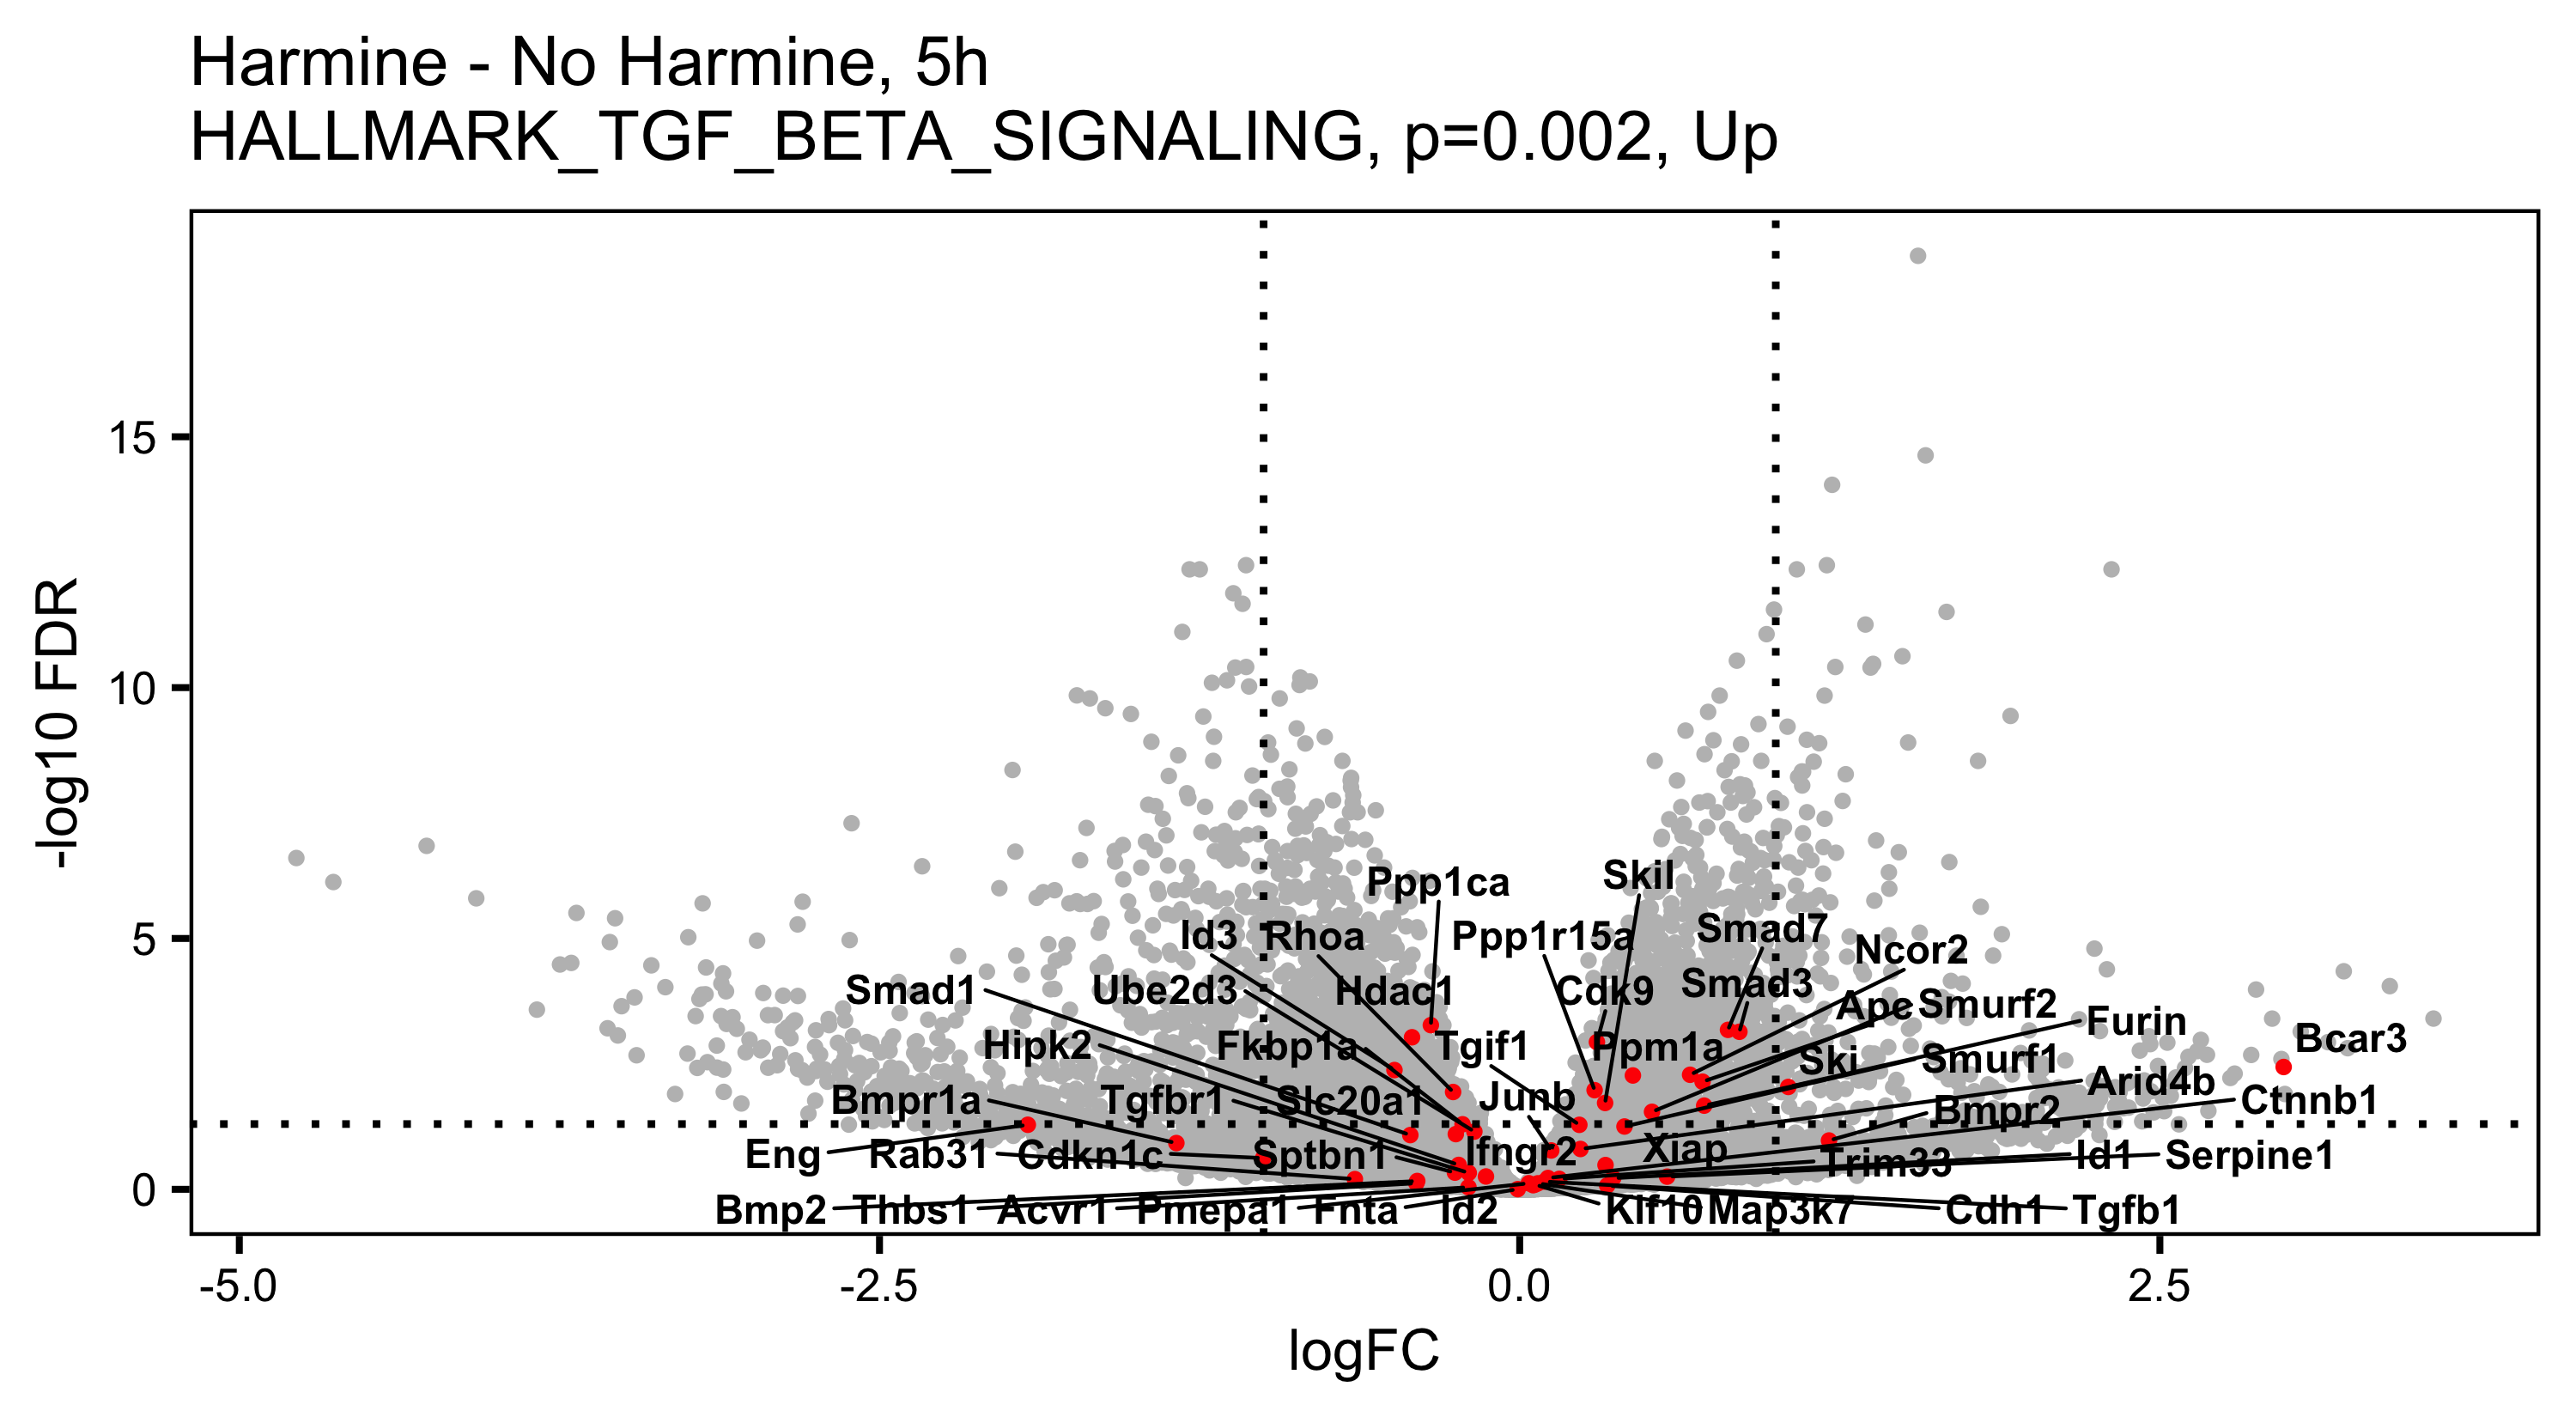 Harmine - No Harmine, 5h
HALLMARK_TGF_BETA_SIGNALING, p=0.002, Up
-log10 FDR
15
10
5
0
Skil
Ppp1ca
Smad7
Id3 Rhoa Ppp1r15a
Ncor2
Smad3
Smad1 Ube2d3 Hdac1 Cdk9
Apc Smurf2
Furin
Hipk2 Fkbp1a Tgif1 Ppm1a
Bcar3
Ski Smurf1
Arid4b
Bmpr1a Tgfbr1 Slc20a1 Junb
Bmpr2 Ctnnb1
Eng Rab31 Cdkn1c Sptbn1 Ifngr2 Xiap
Trim33 Id1 Serpine1
Bmp2 Thbs1 Acvr1 Pmepa1 Fnta Id2 Klf10 Map3k7 Cdh1 Tgfb1
-5.0 -2.5 0.0 2.5
logFC